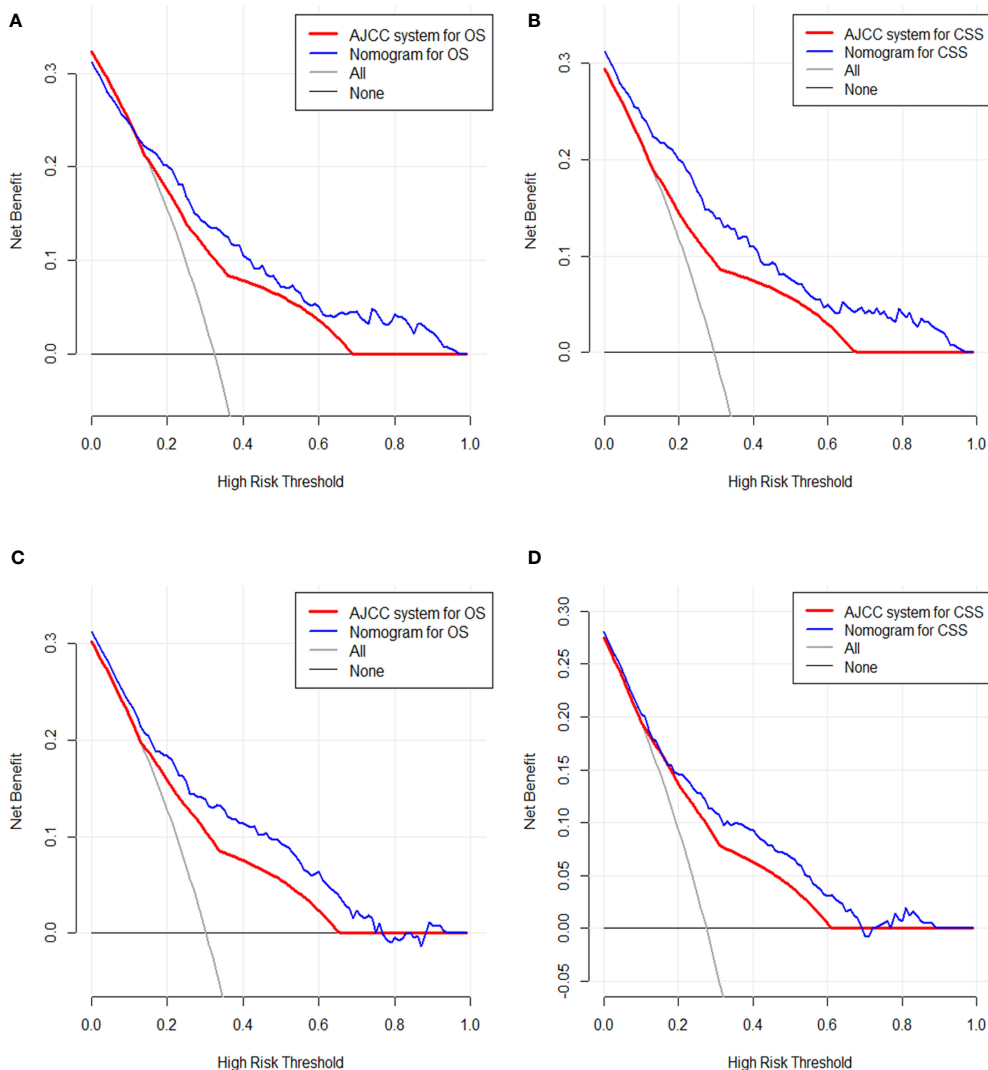 A
AJCC system for OS
Nomogram for OS
All
None
Net Benefit
0.3
0.2
0.1
0.0
0.0 0.2 0.4 0.6 0.8 1.0
High Risk Threshold
B
AJCC system for CSS
Nomogram for CSS
All
None
Net Benefit
0.3
0.2
0.1
0.0
0.0 0.2 0.4 0.6 0.8 1.0
High Risk Threshold
C
AJCC system for OS
Nomogram for OS
All
None
Net Benefit
0.3
0.2
0.1
0.0
0.0 0.2 0.4 0.6 0.8 1.0
High Risk Threshold
D
AJCC system for CSS
Nomogram for CSS
All
None
Net Benefit
0.30
0.25
0.20
0.15
0.10
0.05
0.00
-0.05
0.0 0.2 0.4 0.6 0.8 1.0
High Risk Threshold